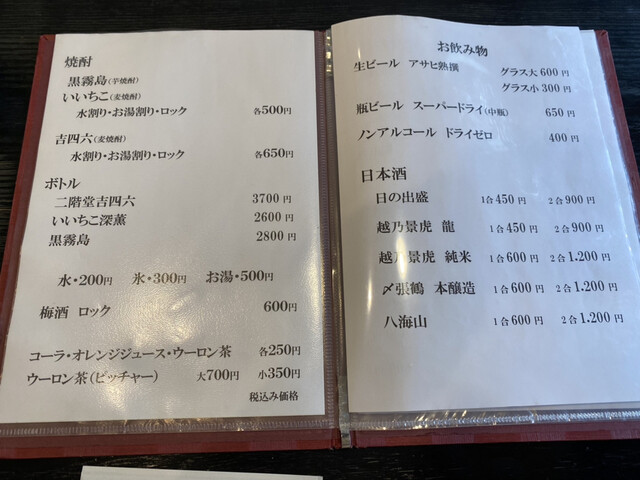 焼酎
黒霧島(芋焼酎)
いいちこ(麦焼酎)
水割り・お湯割り・ロック 各500円
吉四六(麦焼酎)
水割り・お湯割り・ロック 各650円
ボトル
二階堂吉四六 3700円
いいちこ深薫 2600円
黒霧島 2800円
水・200円 氷・300円 お湯・500円
梅酒 ロック 600円
コーラ・オレンジジュース・ウーロン茶 各250円
ウーロン茶(ピッチャー) 大700円 小350円
税込み価格
お飲み物
生ビール アサヒ熟撰 グラス大 600円
グラス小 300円
瓶ビール スーパードライ(中瓶) 650円
ノンアルコール ドライゼロ 400円
日本酒
日の出盛 1合 450円 2合 900円
越乃景虎 龍 1合 450円 2合 900円
越乃景虎 純米 1合 600円 2合 1.200円
〆張鶴 本醸造 1合 600円 2合 1.200円
八海山 1合 600円 2合 1.200円